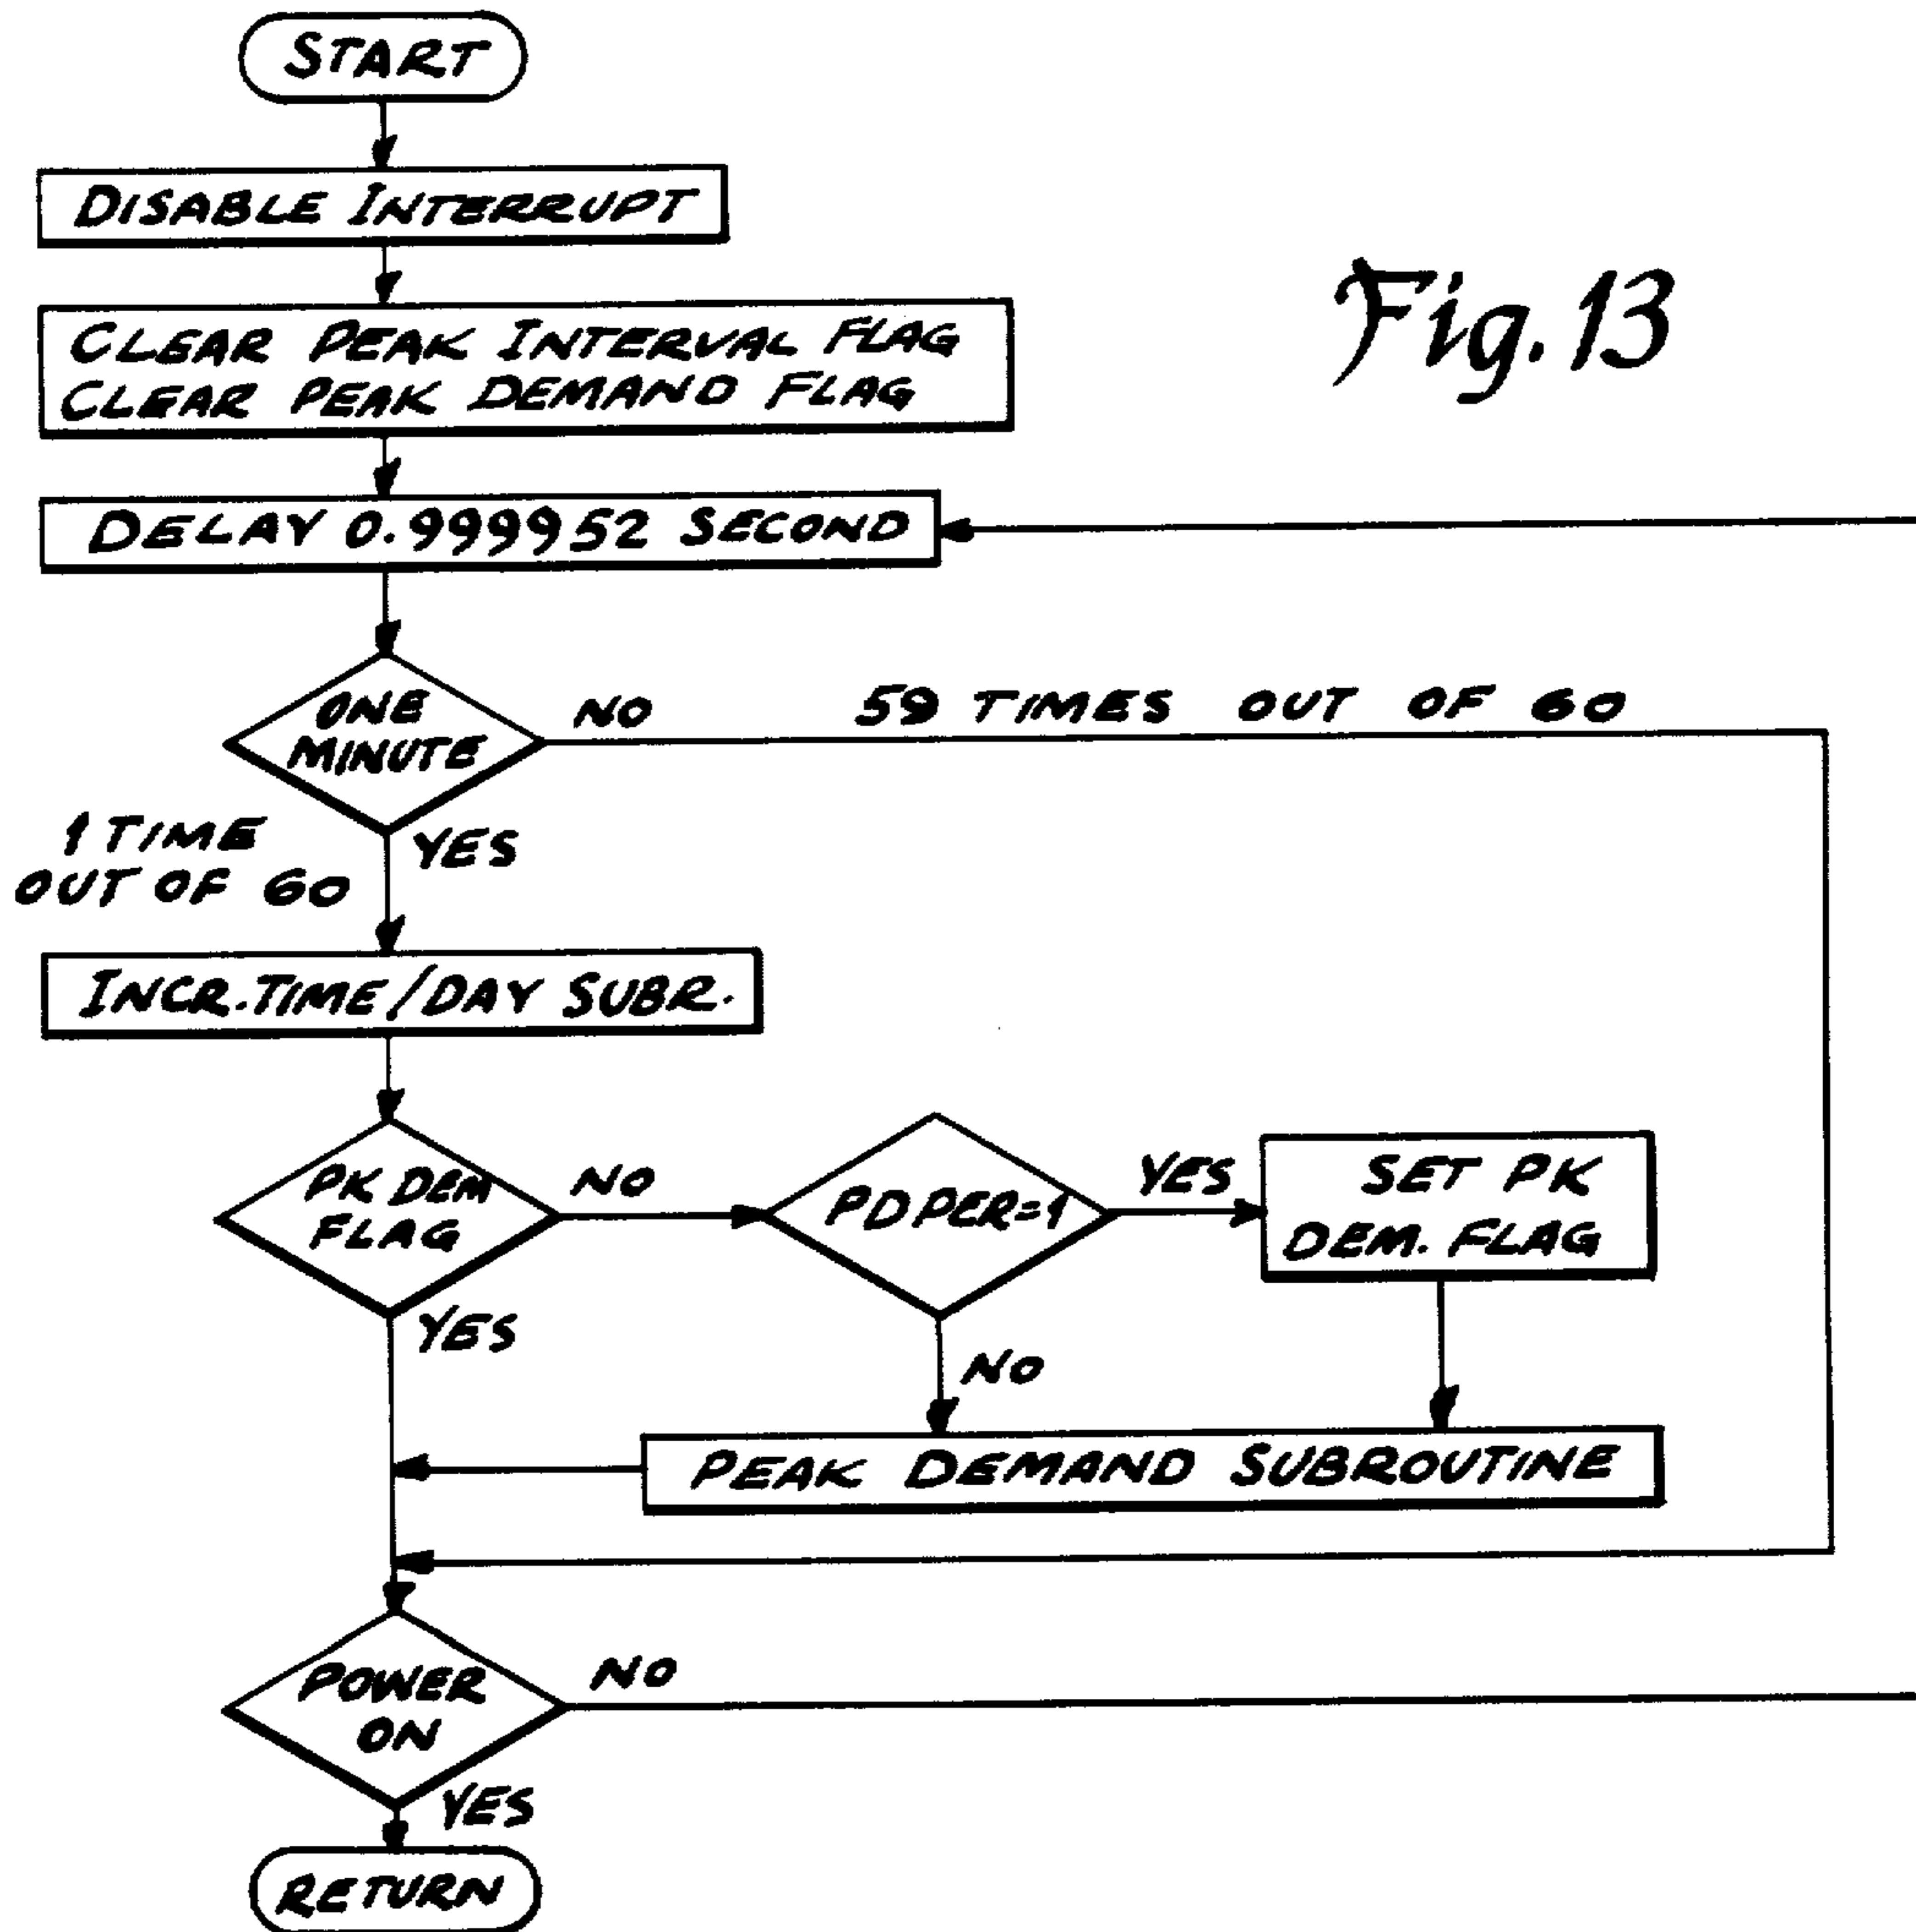 START
DISABLE INTERRUPT
Fig. 13
CLEAR PEAK INTERVAL FLAG
CLEAR PEAK DEMAND FLAG
DELAY 0.999952 SECOND
ONE
MINUTE
NO
59 TIMES OUT OF 60
1 TIME
OUT OF 60
YES
INCR. TIME/DAY SUBR.
PK DEM
FLAG
NO
PDPER=1
YES
SET PK
DEM. FLAG
YES
NO
PEAK DEMAND SUBROUTINE
POWER
ON
NO
YES
RETURN